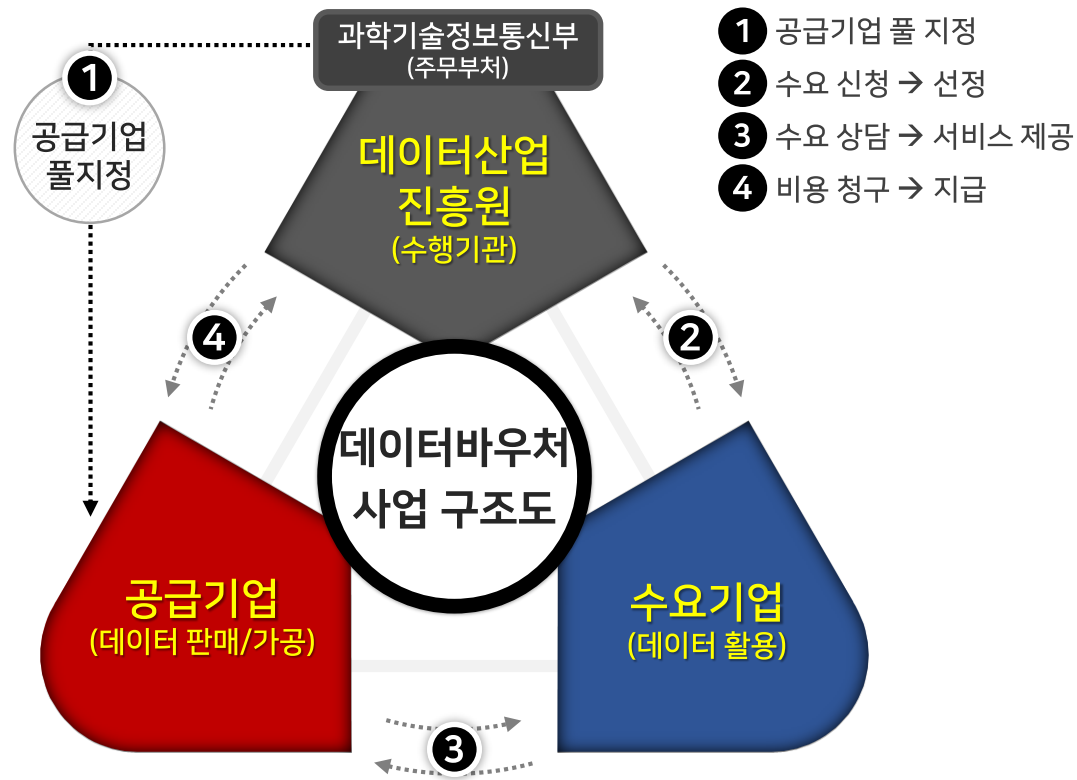 과학기술정보통신부
(주무부처)
1
공급기업
풀지정
데이터산업
진흥원
(수행기관)
1 공급기업 풀 지정
2 수요 신청 → 선정
3 수요 상담 → 서비스 제공
4 비용 청구 → 지급
4
2
데이터바우처
사업 구조도
공급기업
(데이터 판매/가공)
수요기업
(데이터 활용)
3